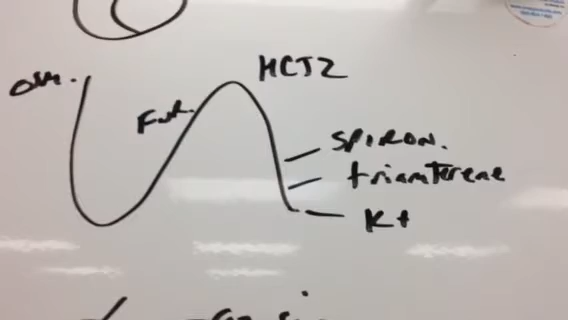 HCTZ
Osm.
Fur.
SPIRON.
triamterene
K+